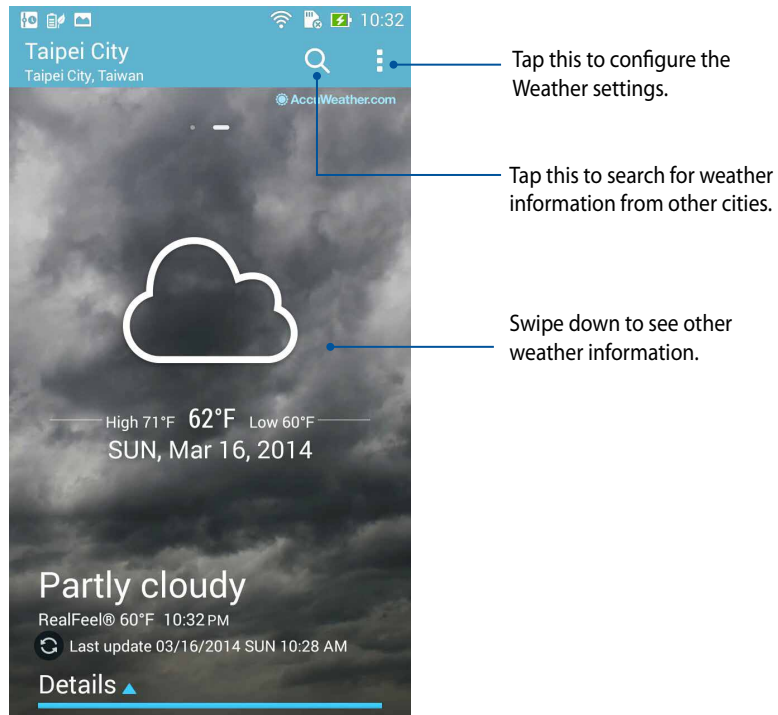 10:32
Taipei City
Taipei City, Taiwan
AccuWeather.com
Tap this to configure the
Weather settings.
Tap this to search for weather
information from other cities.
Swipe down to see other
weather information.
High 71°F 62°F Low 60°F
SUN, Mar 16, 2014
Partly cloudy
RealFeel® 60°F 10:32 PM
Last update 03/16/2014 SUN 10:28 AM
Details